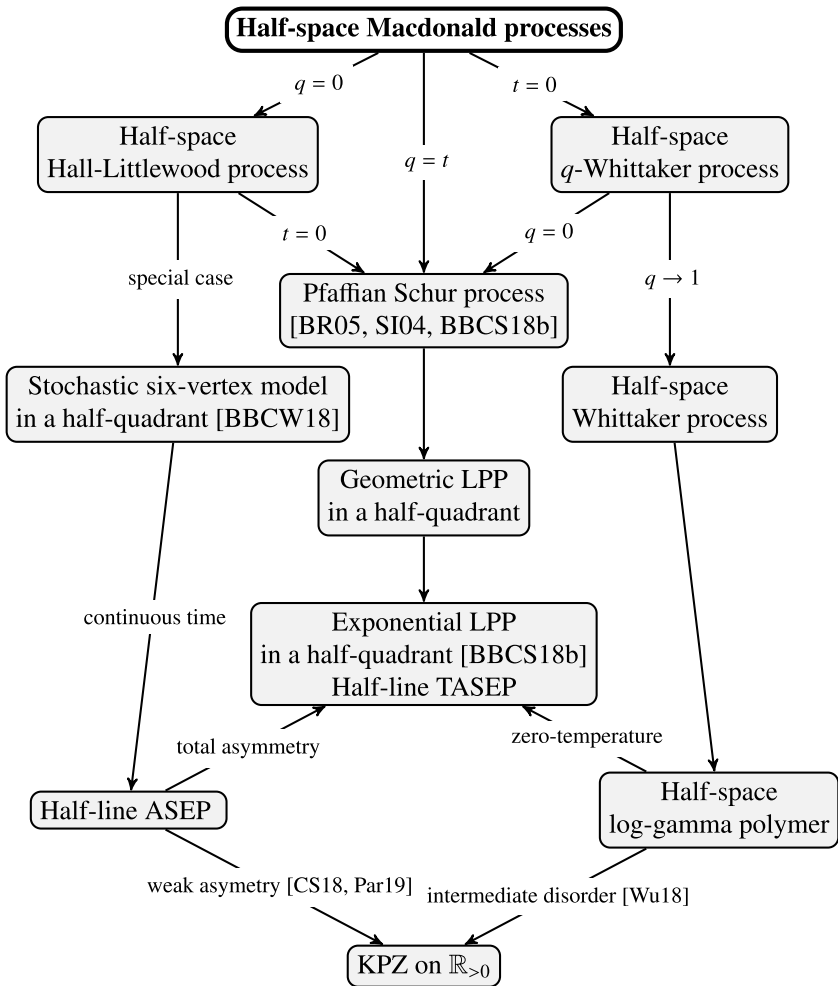 Half-space Macdonald processes
q = 0
t = 0
Half-space
Hall-Littlewood process
q = t
Half-space
q-Whittaker process
t = 0
q = 0
special case
q → 1
Pfaffian Schur process
[BR05, SI04, BBCS18b]
Stochastic six-vertex model
in a half-quadrant [BBCW18]
Half-space
Whittaker process
Geometric LPP
in a half-quadrant
continuous time
Exponential LPP
in a half-quadrant [BBCS18b]
Half-line TASEP
total asymmetry
zero-temperature
Half-line ASEP
Half-space
log-gamma polymer
weak asymetry [CS18, Par19]
intermediate disorder [Wu18]
KPZ on ℝ>0